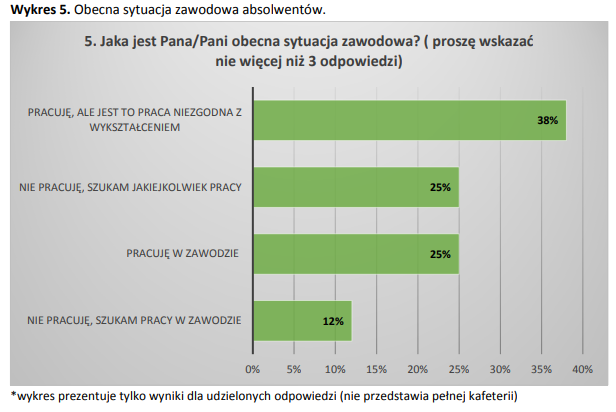 Wykres 5. Obecna sytuacja zawodowa absolwentów.
5. Jaka jest Pana/Pani obecna sytuacja zawodowa? ( proszę wskazać
nie więcej niż 3 odpowiedzi)
PRACUJĘ, ALE JEST TO PRACA NIEZGODNA Z
WYKSZTAŁCENIEM
38%
NIE PRACUJĘ, SZUKAM JAKIEJKOLWIEK PRACY
25%
PRACUJĘ W ZAWODZIE
25%
NIE PRACUJĘ, SZUKAM PRACY W ZAWODZIE
12%
0% 5% 10% 15% 20% 25% 30% 35% 40%
*wykres prezentuje tylko wyniki dla udzielonych odpowiedzi (nie przedstawia pełnej kafeterii)